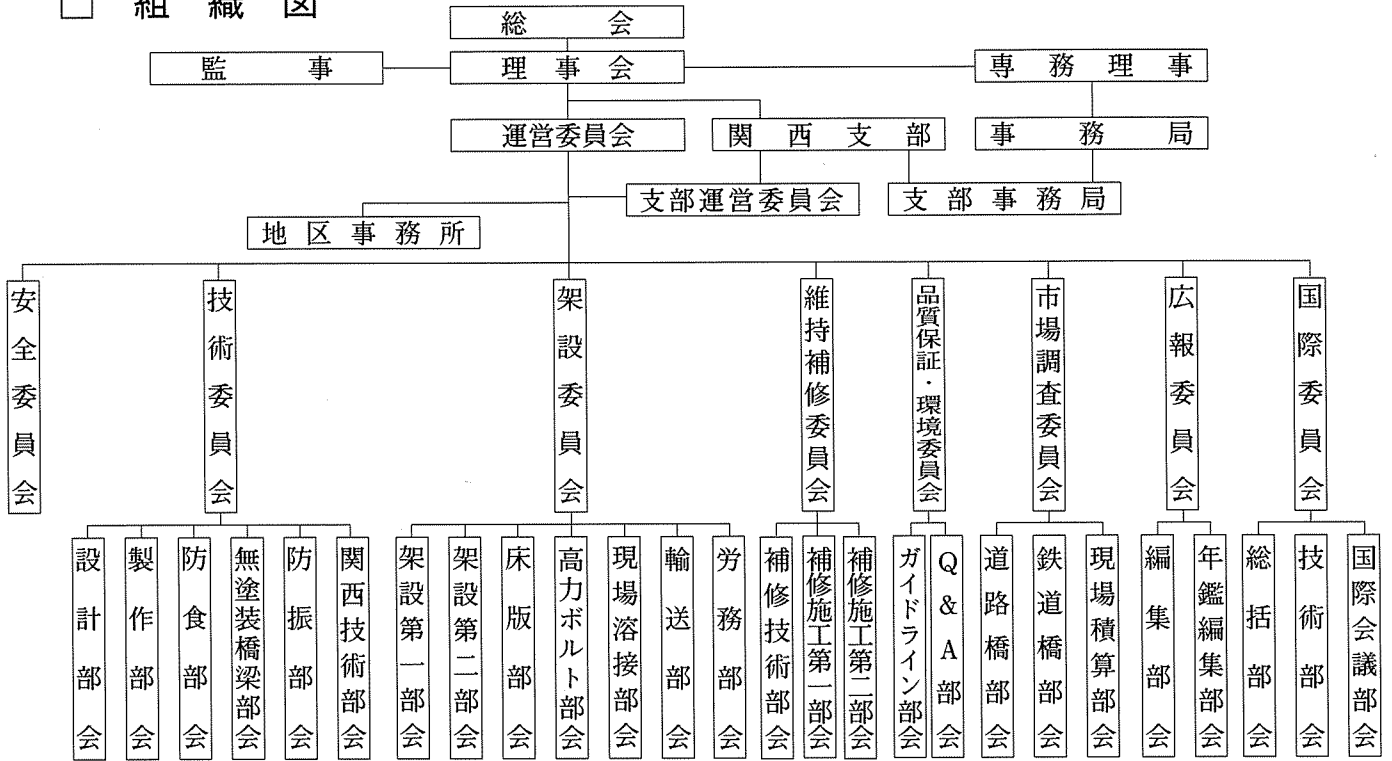 組織図
総会
監事
理事会
専務理事
運営委員会
関西支部
事務局
支部運営委員会
支部事務局
地区事務所
安全委員会
技術委員会
架設委員会
維持補修委員会
品質保証・環境委員会
市場調査委員会
広報委員会
国際委員会
設計部会
製作部会
防食部会
無塗装橋梁部会
防振部会
関西技術部会
架設第一部会
架設第二部会
床版部会
高力ボルト部会
現場溶接部会
輸送部会
労務部会
補修技術部会
補修施工第一部会
補修施工第二部会
ガイドライン部会
Q&A部会
道路橋部会
鉄道橋部会
現場積算部会
編集部会
年鑑編集部会
総括部会
技術部会
国際会議部会